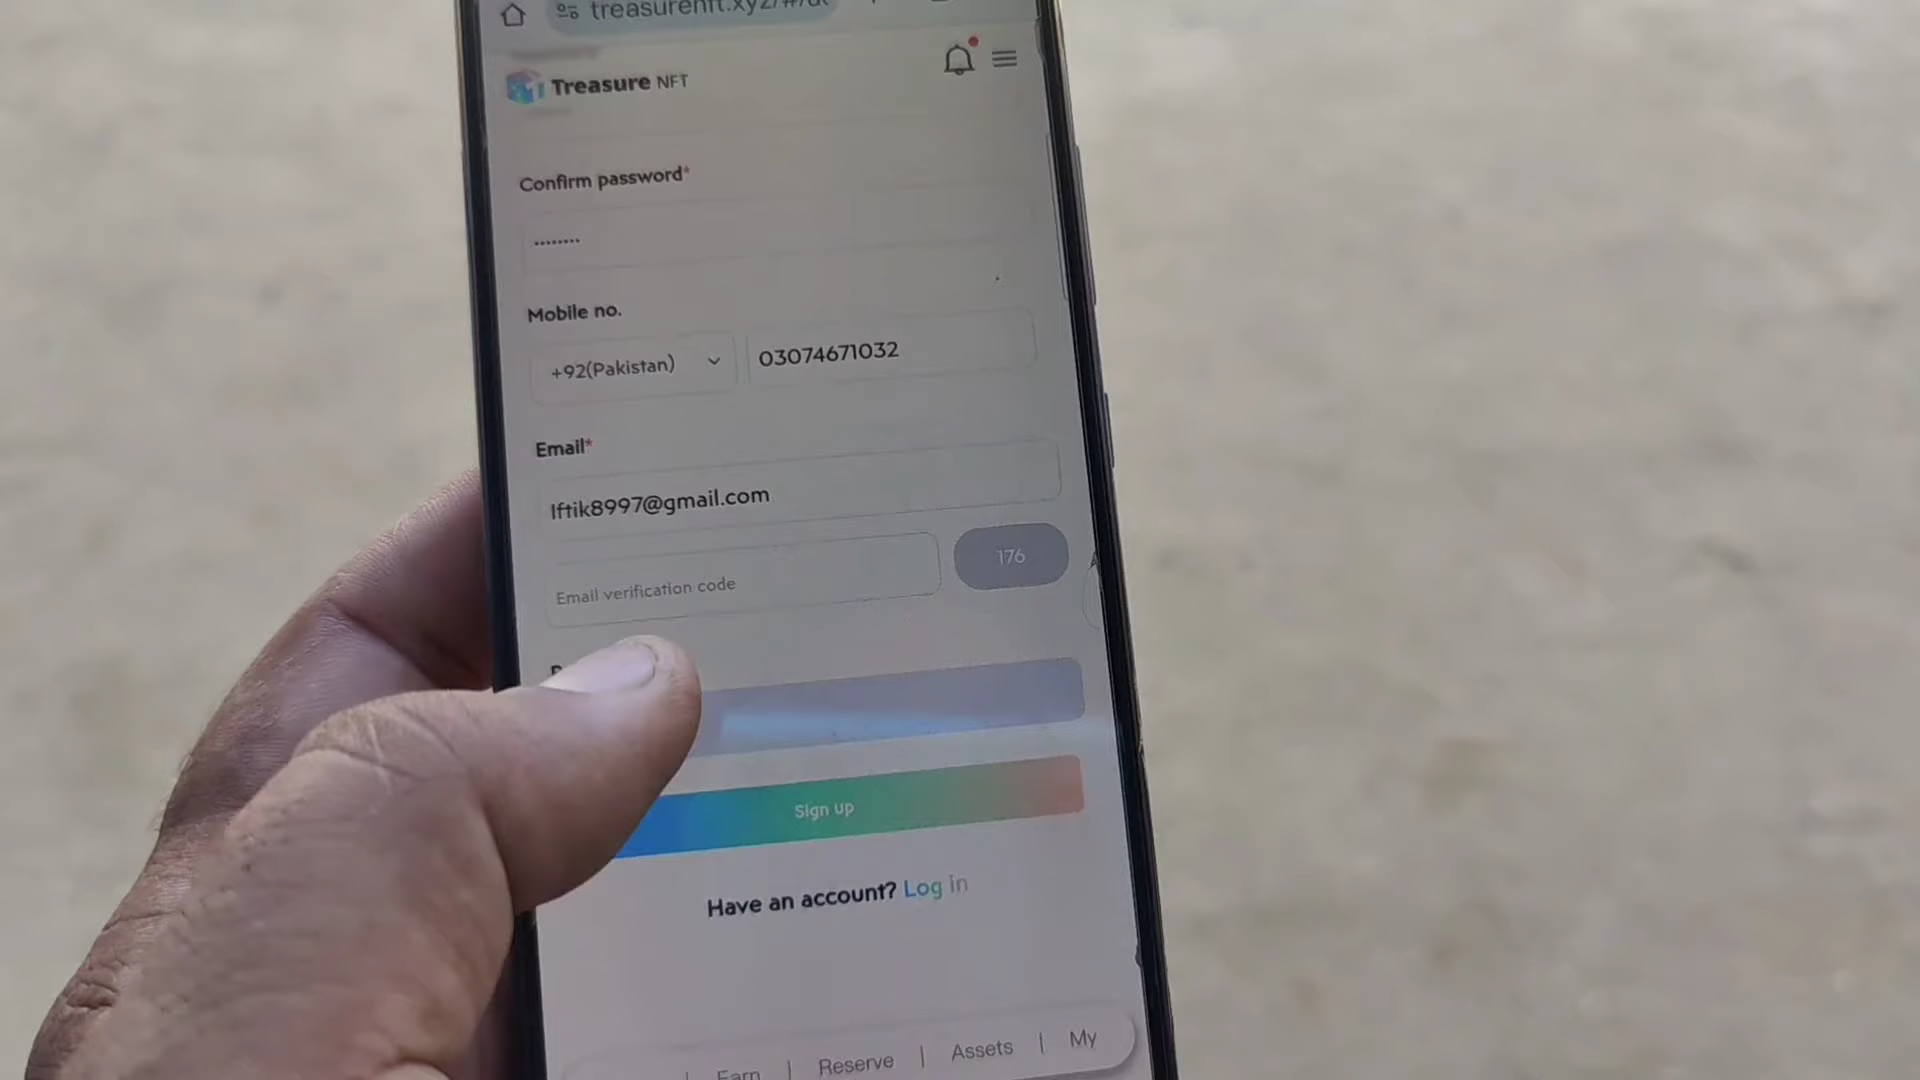 treasurenft.xyz/#/
Treasure NFT
Confirm password*
••••••••
Mobile no.
+92(Pakistan) 03074671032
Email*
Iftik8997@gmail.com
Email verification code 176
Sign up
Have an account? Log in
Earn | Reserve | Assets | My